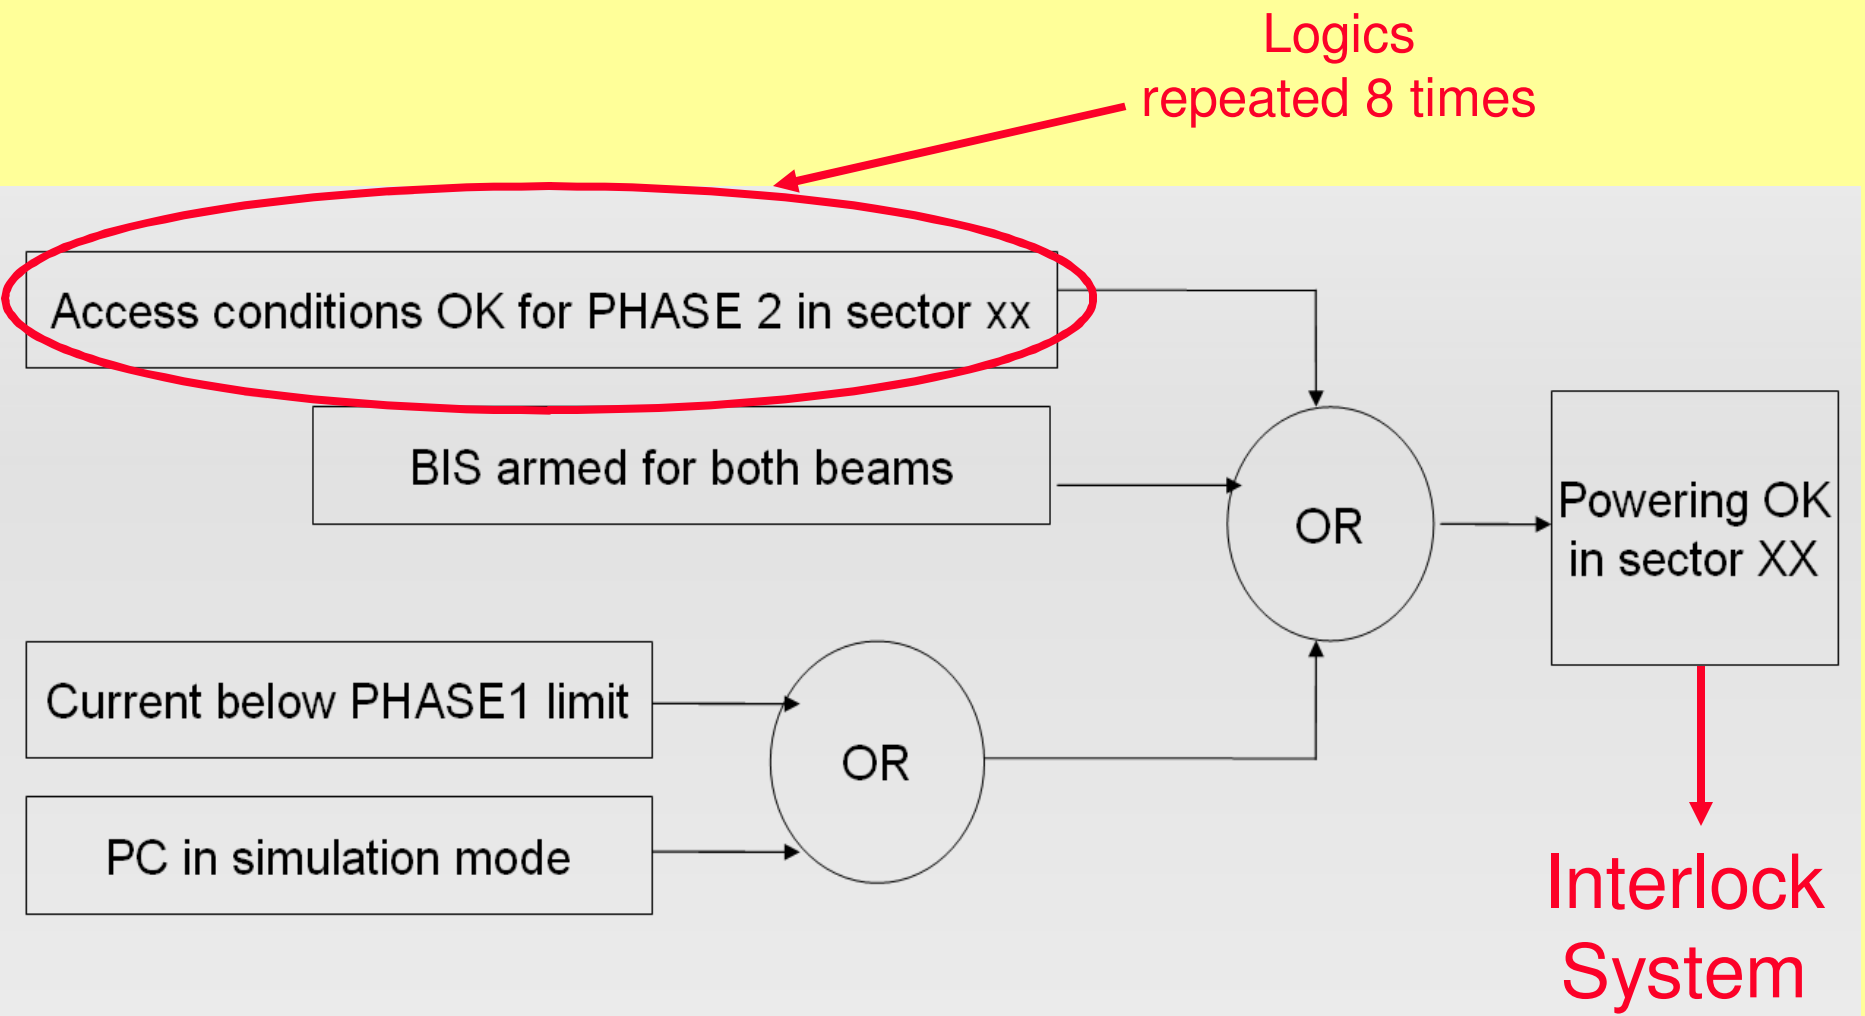 Logics
repeated 8 times
Access conditions OK for PHASE 2 in sector xx
BIS armed for both beams
OR
Powering OK
in sector XX
Current below PHASE1 limit
OR
PC in simulation mode
Interlock
System